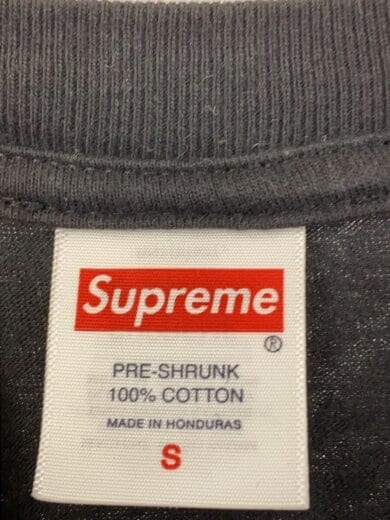 Supreme
®
PRE-SHRUNK
100% COTTON
MADE IN HONDURAS
S